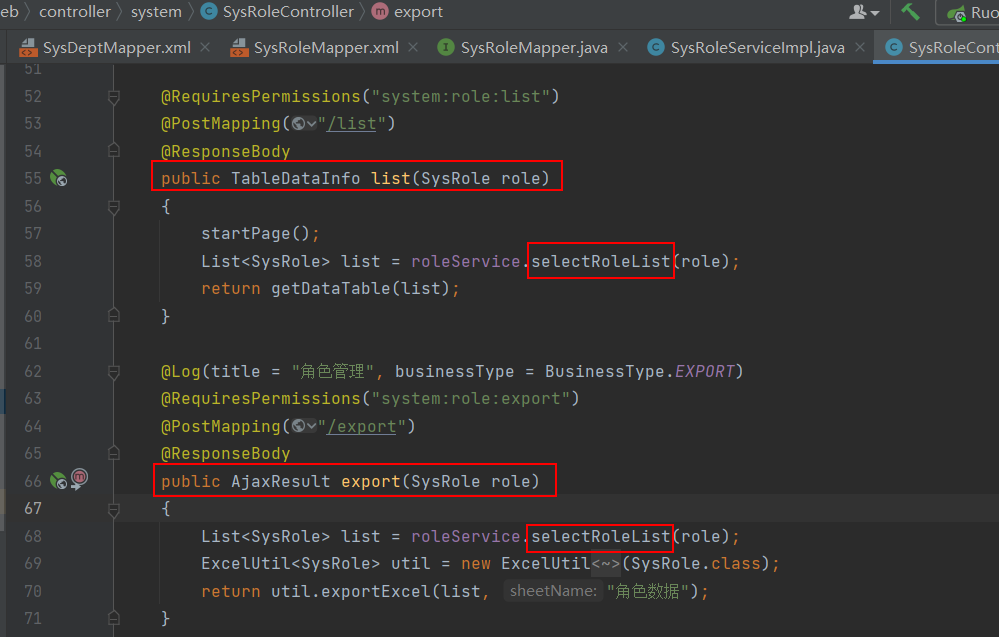 eb controller system SysRoleController export Ruo
SysDeptMapper.xml SysRoleMapper.xml SysRoleMapper.java SysRoleServiceImpl.java SysRoleCont
51
52 @RequiresPermissions("system:role:list")
53 @PostMapping("/list")
54 @ResponseBody
55 public TableDataInfo list(SysRole role)
56 {
57 startPage();
58 List<SysRole> list = roleService.selectRoleList(role);
59 return getDataTable(list);
60 }
61
62 @Log(title = "角色管理", businessType = BusinessType.EXPORT)
63 @RequiresPermissions("system:role:export")
64 @PostMapping("/export")
65 @ResponseBody
66 public AjaxResult export(SysRole role)
67 {
68 List<SysRole> list = roleService.selectRoleList(role);
69 ExcelUtil<SysRole> util = new ExcelUtil<~>(SysRole.class);
70 return util.exportExcel(list, sheetName: "角色数据");
71 }